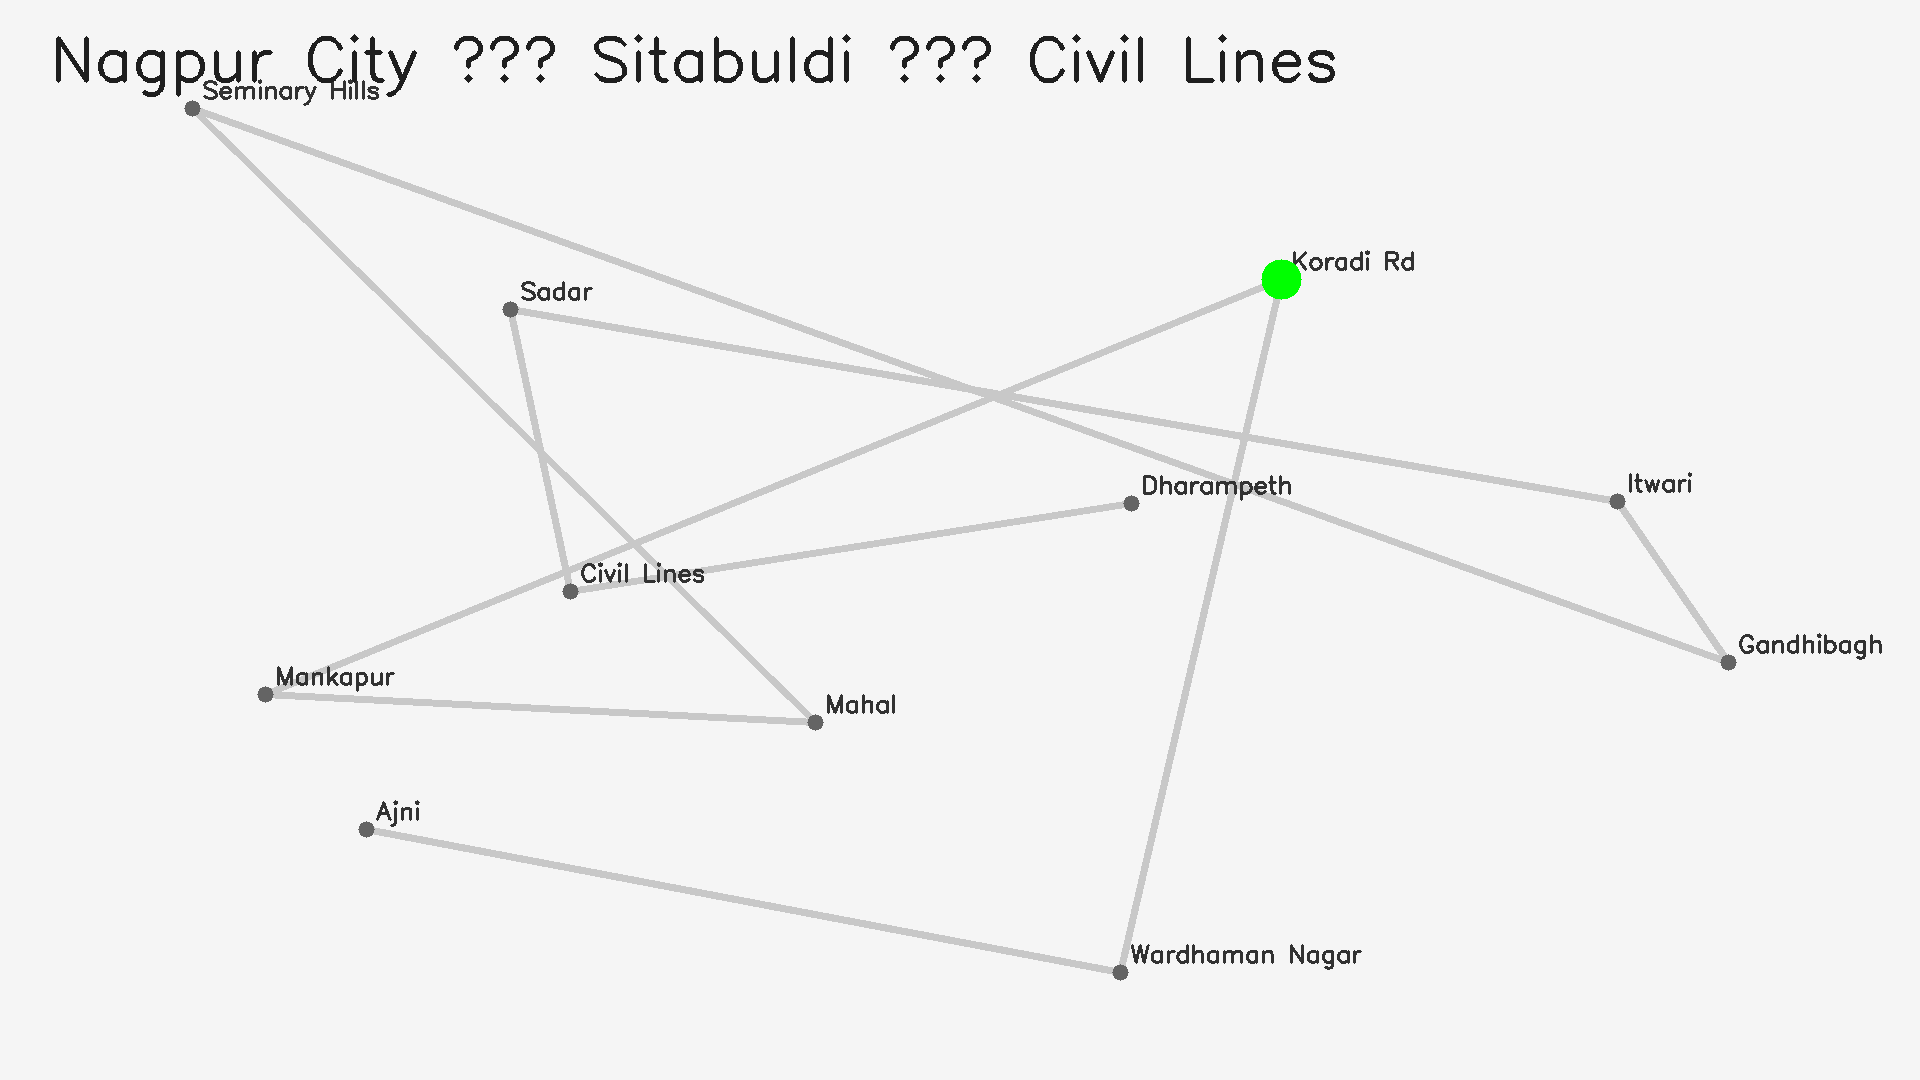 Nagpur City ??? Sitabuldi ??? Civil Lines
Seminary Hills
Koradi Rd
Sadar
Itwari
Dharampeth
Civil Lines
Gandhibagh
Mankapur
Mahal
Ajni
Wardhaman Nagar